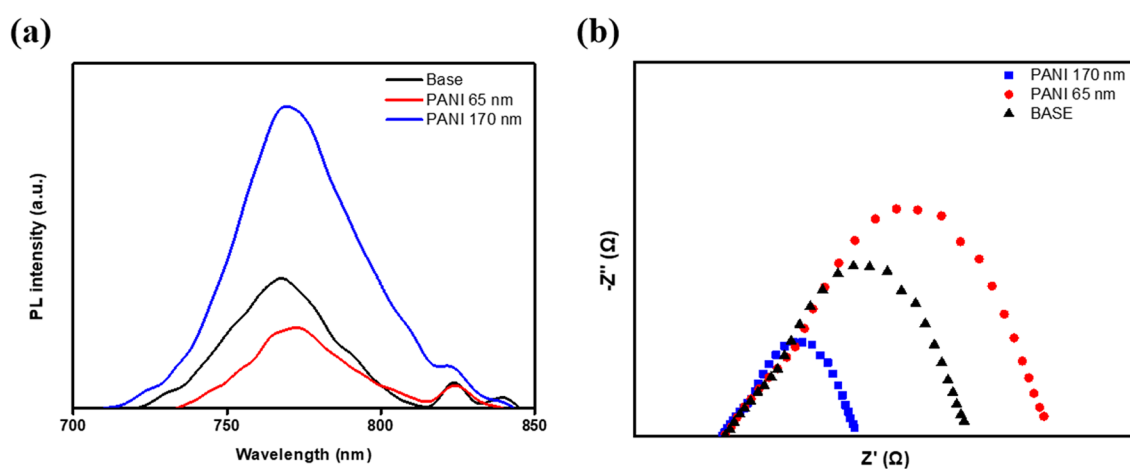 (a)
PL intensity (a.u.)
Base
PANI 65 nm
PANI 170 nm
700
750
800
850
Wavelength (nm)
(b)
-Z'' (Ω)
PANI 170 nm
PANI 65 nm
BASE
Z' (Ω)